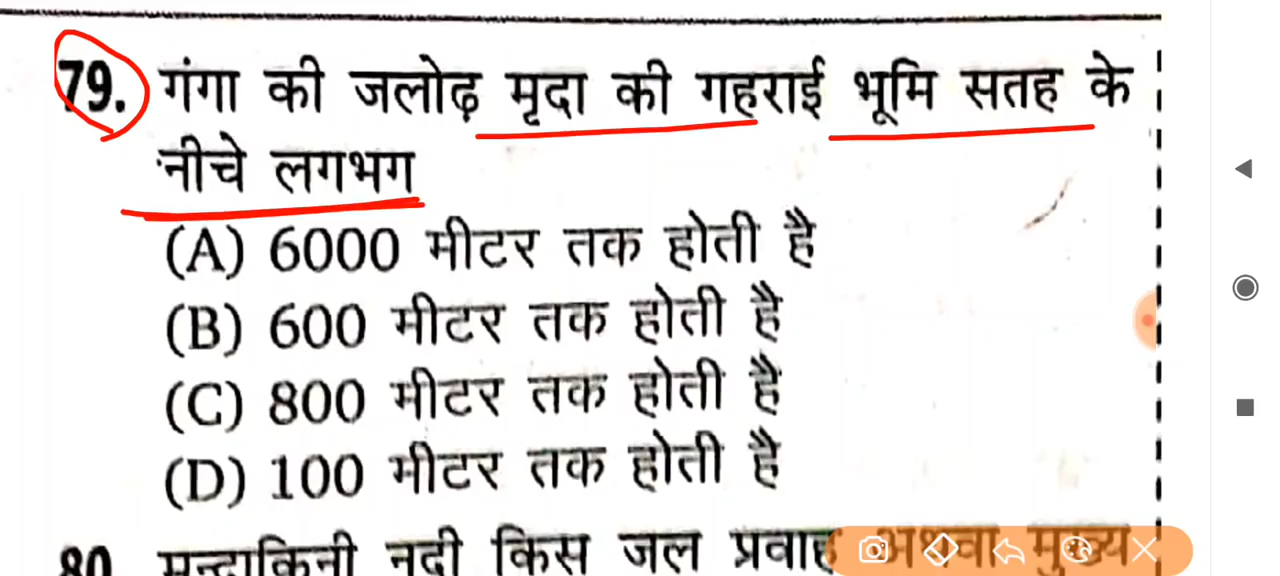 79. गंगा की जलोढ़ मृदा की गहराई भूमि सतह के
नीचे लगभग
(A) 6000 मीटर तक होती है
(B) 600 मीटर तक होती है
(C) 800 मीटर तक होती है
(D) 100 मीटर तक होती है
80 मन्दाकिनी नदी किस जल प्रवाह अथवा मुख्य